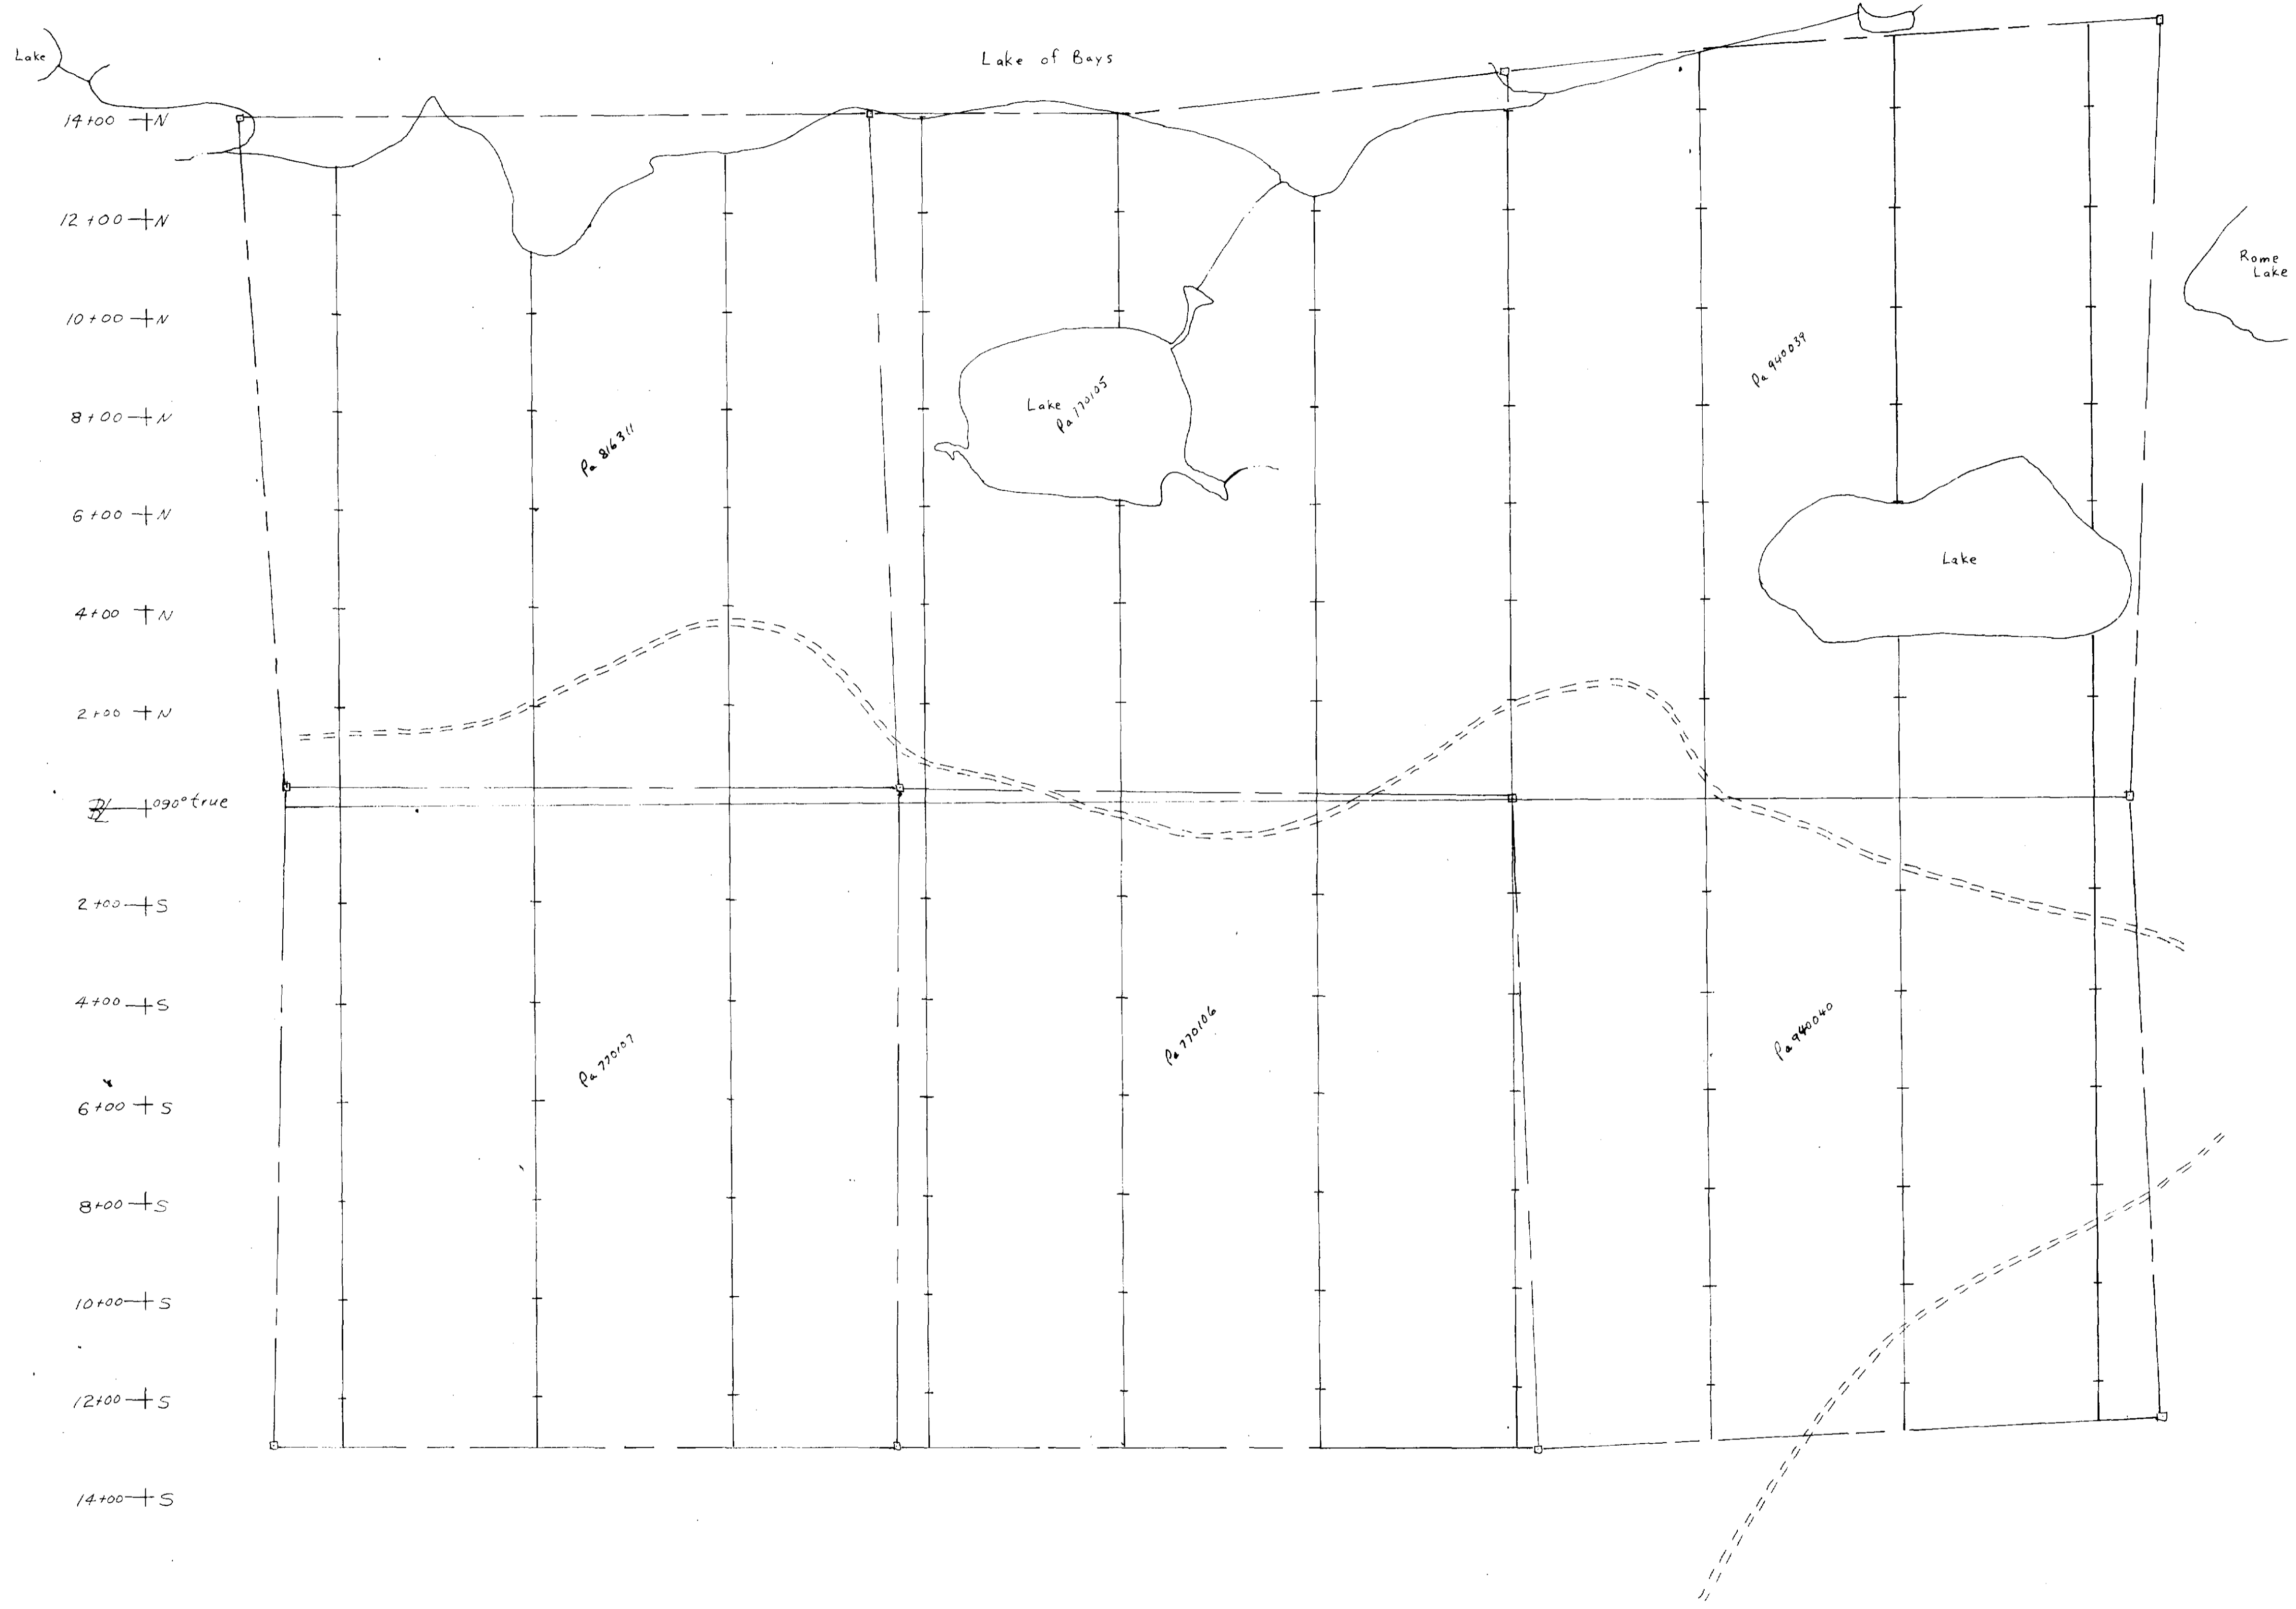 Lake
Lake of Bays
14+00 N
12+00 N
Rome
Lake
10+00 N
Pa 940039
8+00 N
Lake
Pa 770105
Pa 816311
6+00 N
Lake
4+00 N
2+00 N
BL 090° true
2+00 S
4+00 S
Pa 770107
Pa 770106
Pa 940040
6+00 S
8+00 S
10+00 S
12+00 S
14+00 S